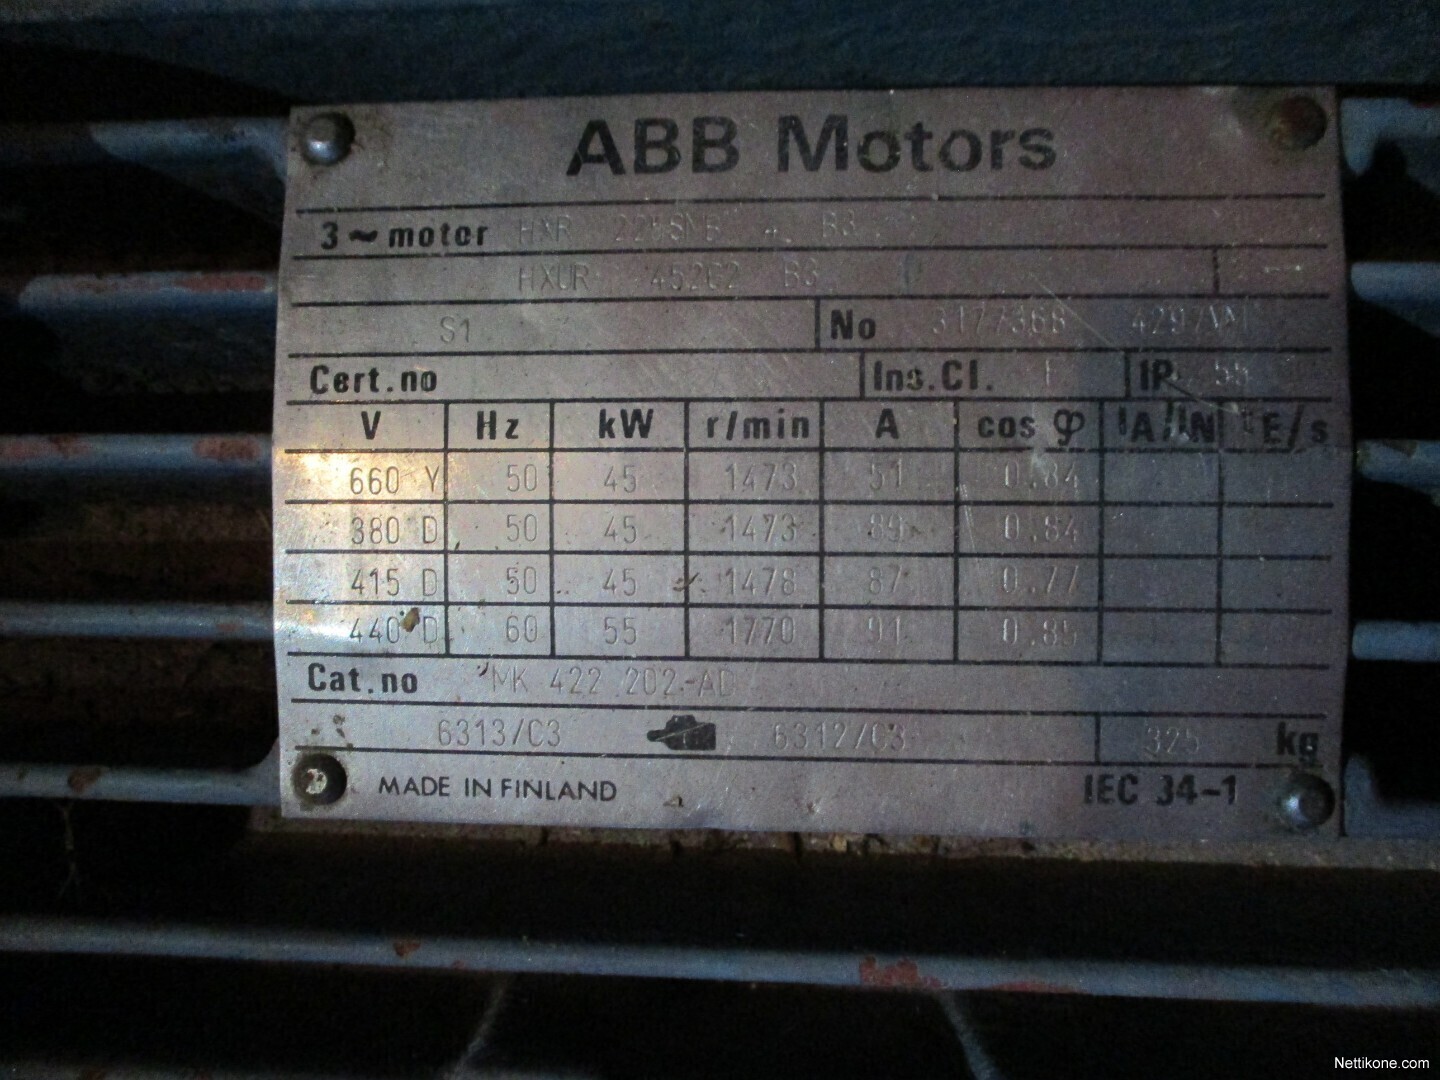 ABB Motors
3~motor HXR 225SMB 4 B3
HXUR 452C2 B3
S1 No 3177368 4297
Cert.no Ins.Cl. F IP 55
V Hz kW r/min A cos φ IA/IN tE/s
660 Y 50 45 1473 51 0.84
380 D 50 45 1473 89 0.84
415 D 50 45 1478 87 0.77
440 D 60 55 1770 91 0.85
Cat.no MK 422 202-AD
6313/C3 6312/C3 325 kg
MADE IN FINLAND IEC 34-1
Nettikone.com